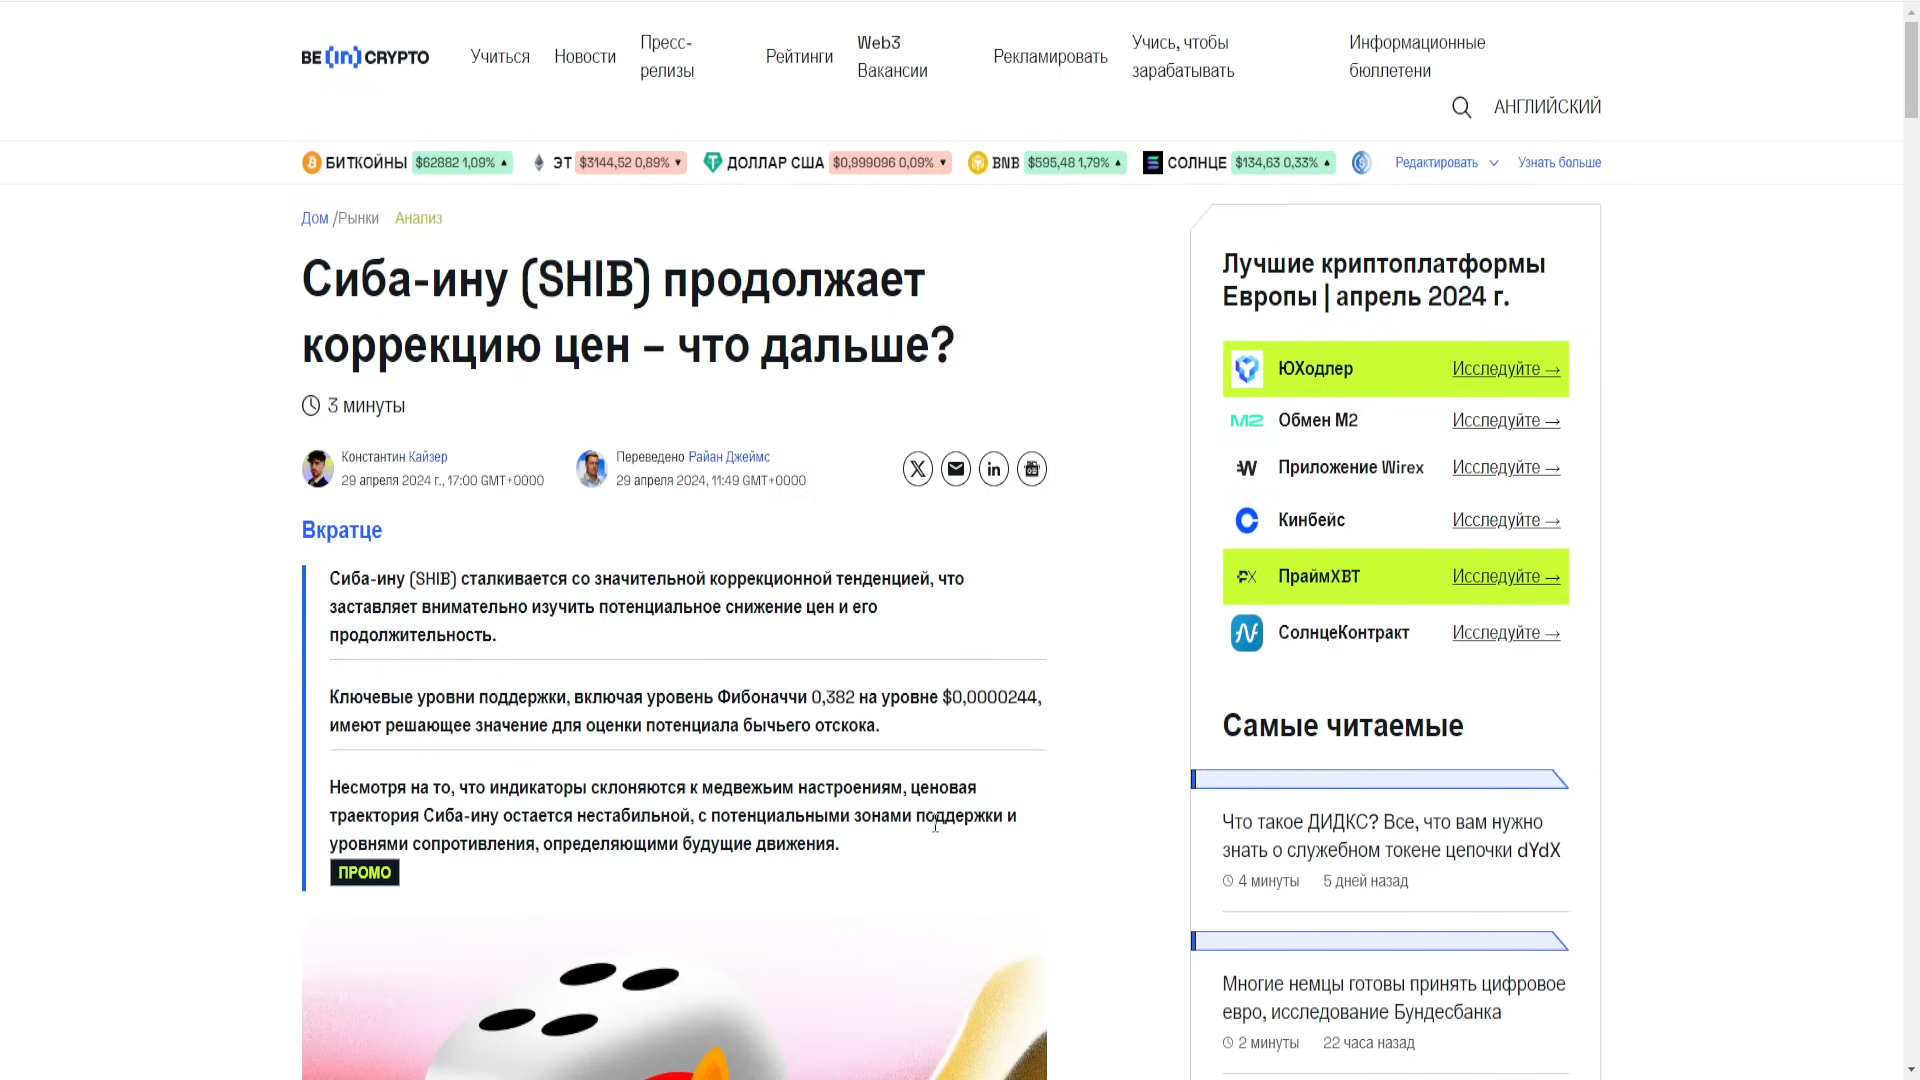 BE[in]CRYPTO
Учиться
Новости
Пресс-
релизы
Рейтинги
Web3
Вакансии
Рекламировать
Учись, чтобы
зарабатывать
Информационные
бюллетени
АНГЛИЙСКИЙ
БИТКОЙНЫ $62882 1,09% ▲
ЭТ $3144,52 0,89% ▼
ДОЛЛАР США $0,999096 0,09% ▼
BNB $595,48 1,79% ▲
СОЛНЦЕ $134,63 0,33% ▲
Редактировать
Узнать больше
Дом /Рынки Анализ
Сиба-ину (SHIB) продолжает
коррекцию цен – что дальше?
3 минуты
Константин Кайзер
29 апреля 2024 г., 17:00 GMT+0000
Переведено Райан Джеймс
29 апреля 2024, 11:49 GMT+0000
Вкратце
Сиба-ину (SHIB) сталкивается со значительной коррекционной тенденцией, что
заставляет внимательно изучить потенциальное снижение цен и его
продолжительность.
Ключевые уровни поддержки, включая уровень Фибоначчи 0,382 на уровне $0,0000244,
имеют решающее значение для оценки потенциала бычьего отскока.
Несмотря на то, что индикаторы склоняются к медвежьим настроениям, ценовая
траектория Сиба-ину остается нестабильной, с потенциальными зонами поддержки и
уровнями сопротивления, определяющими будущие движения.
ПРОМО
Лучшие криптоплатформы
Европы | апрель 2024 г.
ЮХодлер Исследуйте →
M2 Обмен М2 Исследуйте →
Приложение Wirex Исследуйте →
Кинбейс Исследуйте →
ПраймХВТ Исследуйте →
СолнцеКонтракт Исследуйте →
Самые читаемые
Что такое ДИДКС? Все, что вам нужно
знать о служебном токене цепочки dYdX
4 минуты 5 дней назад
Многие немцы готовы принять цифровое
евро, исследование Бундесбанка
2 минуты 22 часа назад